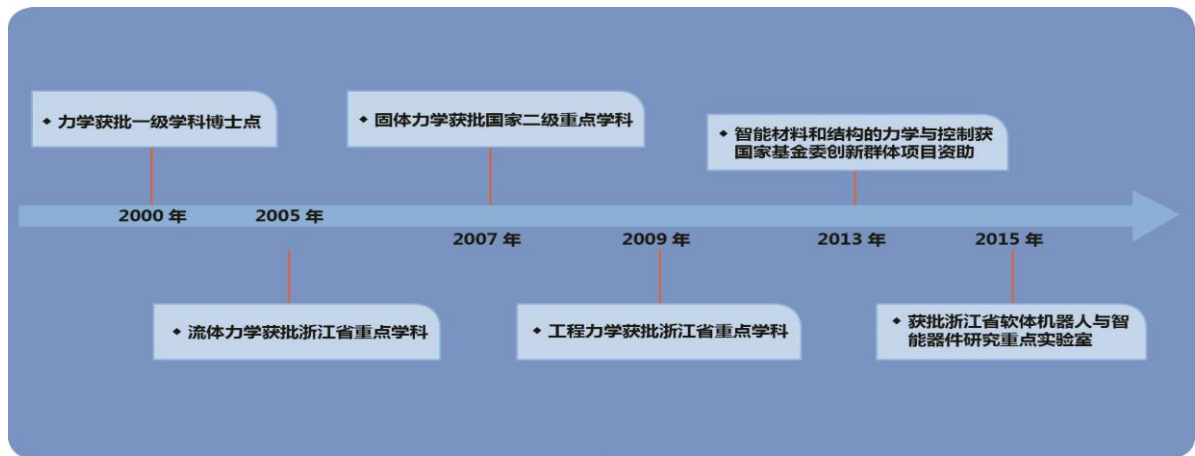 ◆ 力学获批一级学科博士点
◆ 固体力学获批国家二级重点学科
◆ 智能材料和结构的力学与控制获
国家基金委创新群体项目资助
2000 年
2005 年
2007 年
2009 年
2013 年
2015 年
◆ 流体力学获批浙江省重点学科
◆ 工程力学获批浙江省重点学科
◆ 获批浙江省软体机器人与智
能器件研究重点实验室